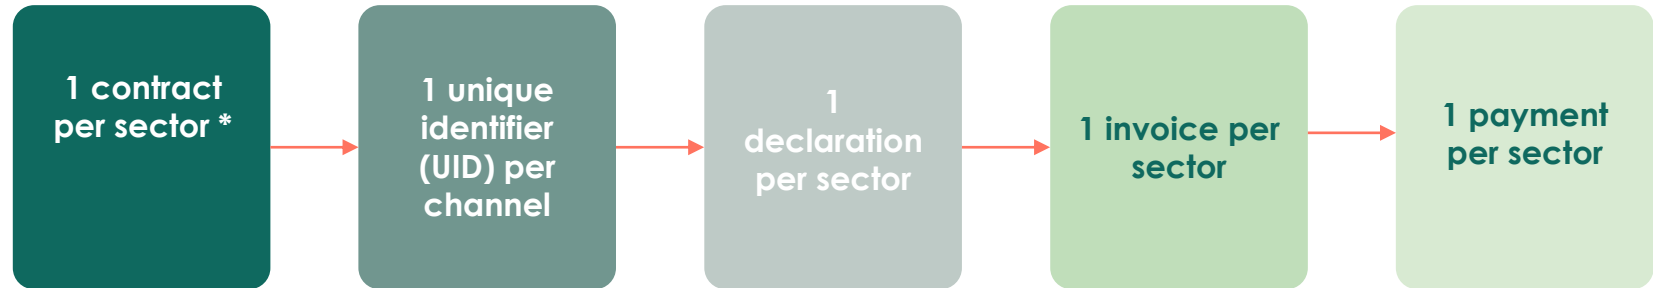 1 contract
per sector *
1 unique
identifier
(UID) per
channel
1
declaration
per sector
1 invoice per
sector
1 payment
per sector